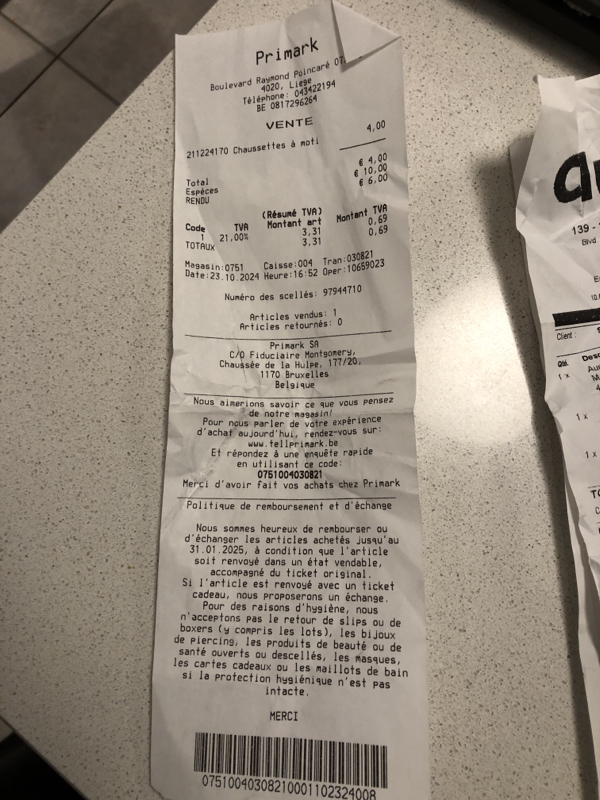 Primark
Boulevard Raymond Poincaré
4020, Liège
Téléphone: 043422194
BE 0817296264
VENTE
4,00
211224170 Chaussettes à moti
Total € 4,00
Espèces € 10,00
RENDU € 6,00
(Résumé TVA)
Code TVA Montant art Montant TVA
1 21,00% 3,31 0,69
TOTAUX 3,31 0,69
Magasin:0751 Caisse:004 Tran:030821
Date:23.10.2024 Heure:16:52 Oper:10659023
Numéro des scellés: 97944710
Articles vendus: 1
Articles retournés: 0
Primark SA
C/O Fiduciaire Montgomery,
Chaussée de la Hulpe, 177/20,
1170 Bruxelles
Belgique
Nous aimerions savoir ce que vous pensez
de notre magasin!
Pour nous parler de votre expérience
d'achat aujourd'hui, rendez-vous sur:
www.tellprimark.be
Et répondez à une enquête rapide
en utilisant ce code:
0751004030821
Merci d'avoir fait vos achats chez Primark
Politique de remboursement et d'échange
Nous sommes heureux de rembourser ou
d'échanger les articles achetés jusqu'au
31.01.2025, à condition que l'article
soit renvoyé dans un état vendable,
accompagné du ticket original.
Si l'article est renvoyé avec un ticket
cadeau, nous proposerons un échange.
Pour des raisons d'hygiène, nous
n'acceptons pas le retour de slips ou de
boxers (y compris les lots), les bijoux
de piercing, les produits de beauté ou de
santé ouverts ou descellés, les masques,
les cartes cadeaux ou les maillots de bain
si la protection hygiénique n'est pas
intacte.
MERCI
07510040308210001102324008
139 -
Blvd
Client :
Qté Desc
1 x
1 x
1 x